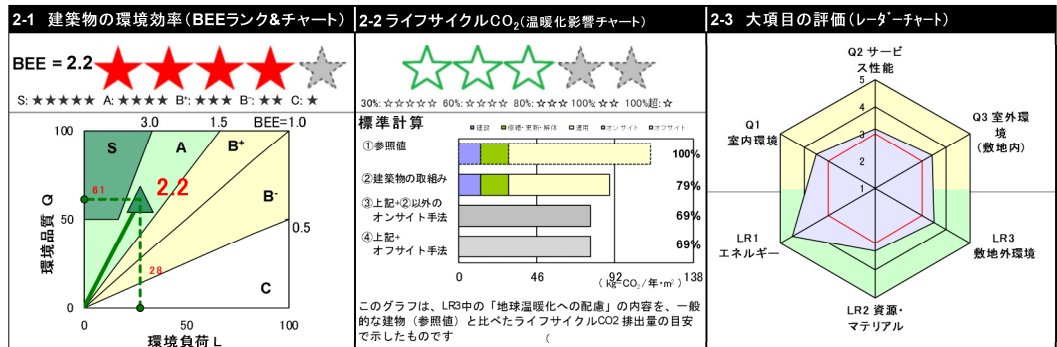 2-1 建築物の環境効率(BEEランク&チャート)
BEE = 2.2
S: ★★★★★ A: ★★★★ B⁺: ★★★ B⁻: ★★ C: ★
3.0 1.5 BEE=1.0
100
S
A
B⁺
B⁻
C
2.2
61
50
0.5
28
0
0 50 100
環境品質 Q
環境負荷 L
2-2 ライフサイクルCO₂(温暖化影響チャート)
30%: ☆☆☆☆☆ 60%: ☆☆☆☆ 80%: ☆☆☆ 100%: ☆☆ 100%超: ☆
標準計算
建設 修繕・更新・解体 運用 オンサイト オフサイト
①参照値
100%
②建築物の取組み
79%
③上記+②以外の
オンサイト手法
69%
④上記+
オフサイト手法
69%
0 46 92 138
( kg-CO₂/年・m² )
このグラフは、LR3中の「地球温暖化への配慮」の内容を、一般
的な建物(参照値)と比べたライフサイクルCO2 排出量の目安
で示したものです (
2-3 大項目の評価(レーダーチャート)
Q2 サービ
ス性能
5
4
3
2
1
Q1
室内環境
Q3 室外環
境
(敷地内)
LR1
エネルギー
LR3
敷地外環境
LR2 資源・
マテリアル